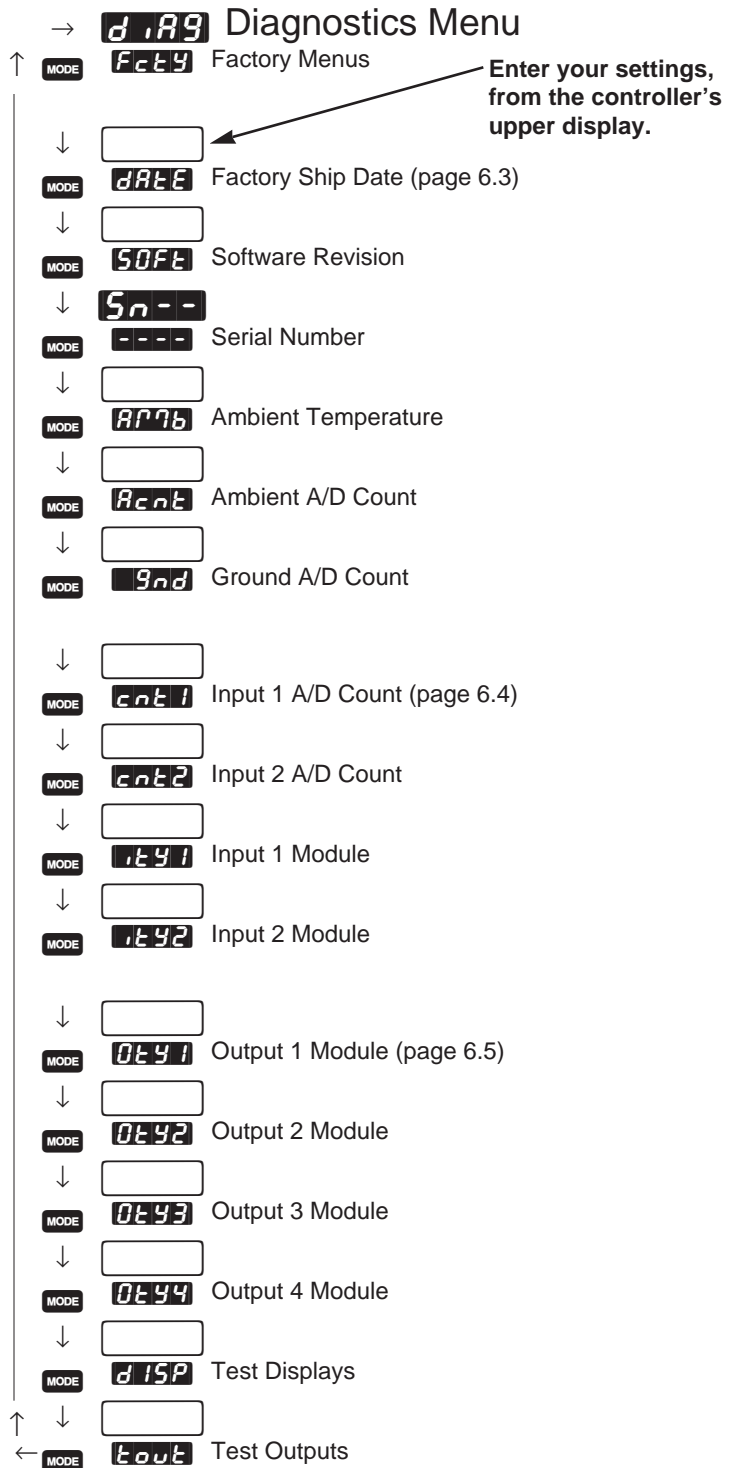 → diAg Diagnostics Menu
↑ MODE Fcty Factory Menus
Enter your settings,
from the controller's
upper display.
↓
MODE dAtE Factory Ship Date (page 6.3)
↓
MODE SOFt Software Revision
↓ Sn--
MODE ---- Serial Number
↓
MODE AMb Ambient Temperature
↓
MODE Acnt Ambient A/D Count
↓
MODE gnd Ground A/D Count
↓
MODE cnt1 Input 1 A/D Count (page 6.4)
↓
MODE cnt2 Input 2 A/D Count
↓
MODE ity1 Input 1 Module
↓
MODE ity2 Input 2 Module
↓
MODE Oty1 Output 1 Module (page 6.5)
↓
MODE Oty2 Output 2 Module
↓
MODE Oty3 Output 3 Module
↓
MODE Oty4 Output 4 Module
↓
MODE dISP Test Displays
↑ ↓
← MODE tout Test Outputs